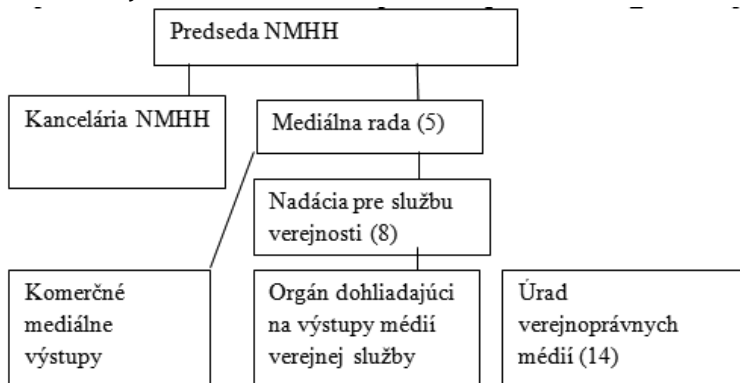 Predseda NMHH
Kancelária NMHH
Mediálna rada (5)
Nadácia pre službu
verejnosti (8)
Komerčné
mediálne
výstupy
Orgán dohliadajúci
na výstupy médií
verejnej služby
Úrad
verejnoprávnych
médií (14)